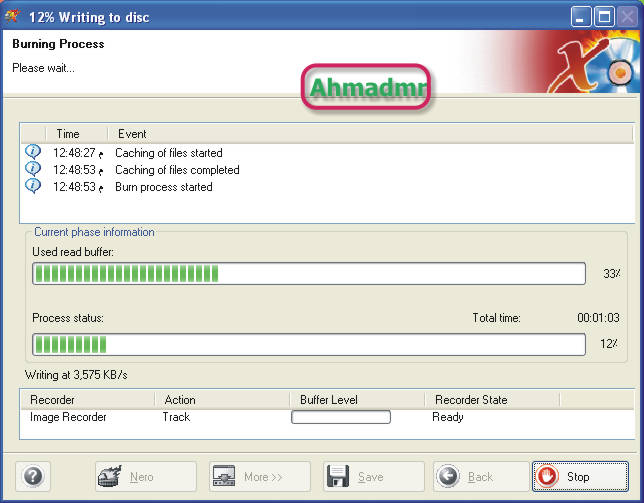 12% Writing to disc
Burning Process
Please wait...
Ahmadmr
Time Event
12:48:27 م Caching of files started
12:48:53 م Caching of files completed
12:48:53 م Burn process started
Current phase information
Used read buffer:
33%
Process status: Total time: 00:01:03
12%
Writing at 3,575 KB/s
Recorder Action Buffer Level Recorder State
Image Recorder Track Ready
Nero More >> Save Back Stop